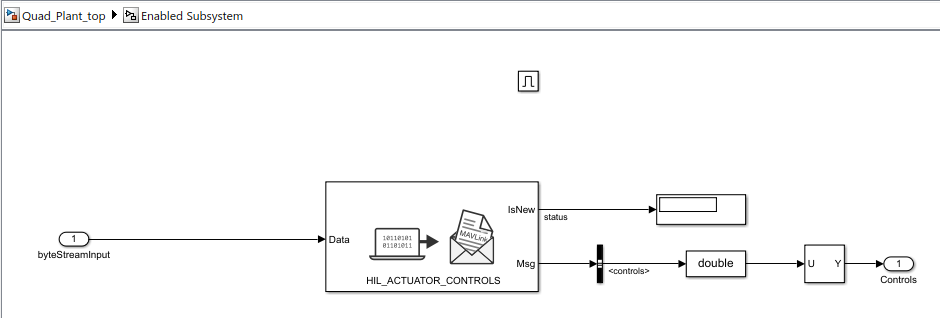 Quad_Plant_top Enabled Subsystem
IsNew
status
1
byteStreamInput
Data
10110101
01101011
MAVLink
Msg
HIL_ACTUATOR_CONTROLS
<controls>
double
U Y
1
Controls